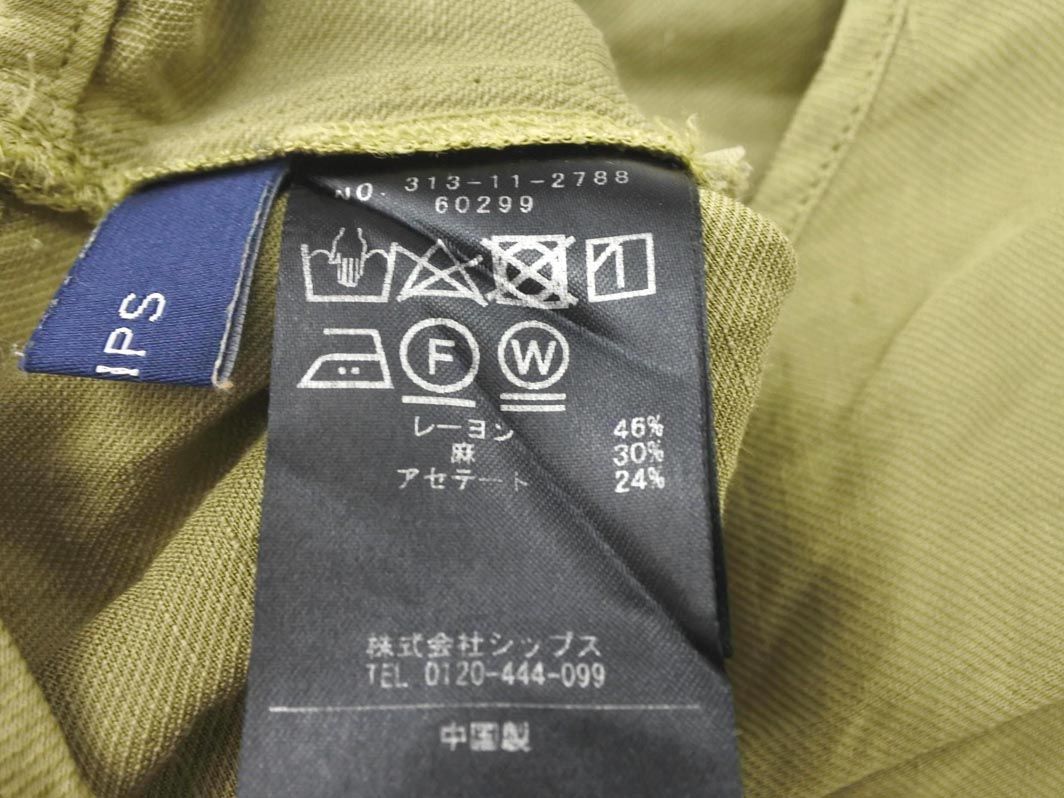 NO. 313-11-2788
60299
F W
レーヨン 46%
麻 30%
アセテート 24%
株式会社シップス
TEL 0120-444-099
中国製
IPS